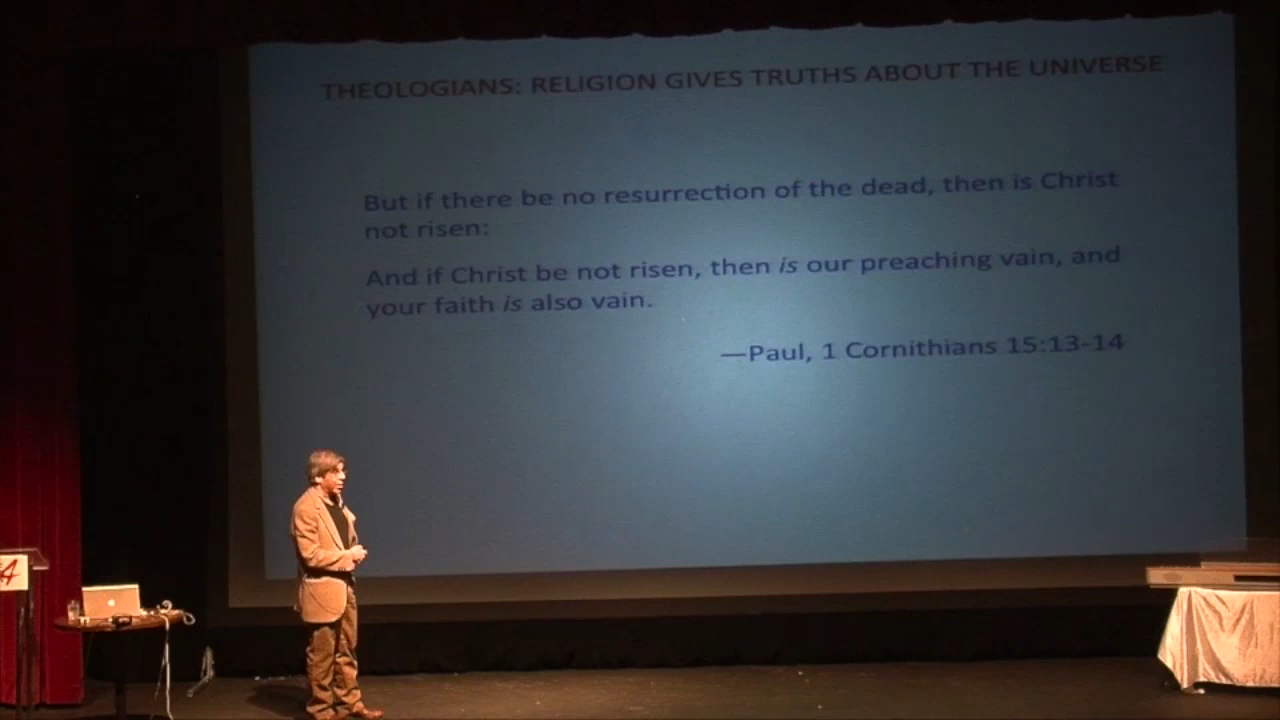 THEOLOGIANS: RELIGION GIVES TRUTHS ABOUT THE UNIVERSE
But if there be no resurrection of the dead, then is Christ
not risen:
And if Christ be not risen, then is our preaching vain, and
your faith is also vain.
—Paul, 1 Cornithians 15:13-14
A